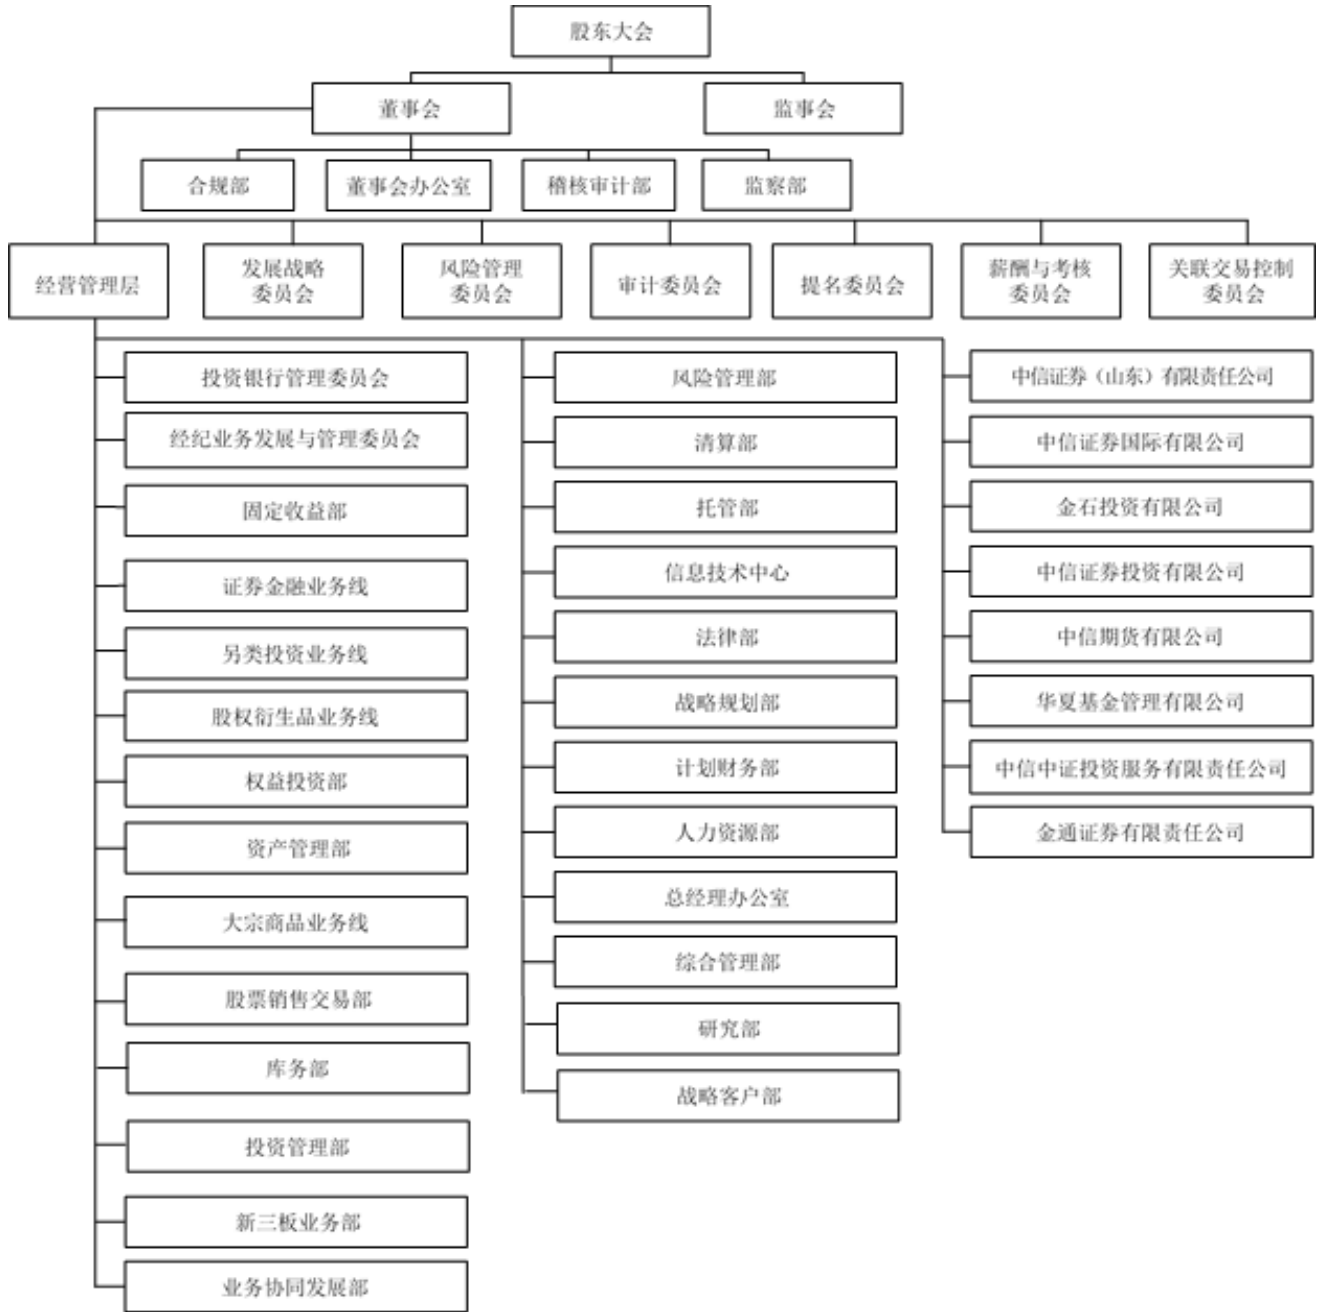 股东大会
董事会
监事会
合规部
董事会办公室
稽核审计部
监察部
经营管理层
发展战略
委员会
风险管理
委员会
审计委员会
提名委员会
薪酬与考核
委员会
关联交易控制
委员会
投资银行管理委员会
经纪业务发展与管理委员会
固定收益部
证券金融业务线
另类投资业务线
股权衍生品业务线
权益投资部
资产管理部
大宗商品业务线
股票销售交易部
库务部
投资管理部
新三板业务部
业务协同发展部
风险管理部
清算部
托管部
信息技术中心
法律部
战略规划部
计划财务部
人力资源部
总经理办公室
综合管理部
研究部
战略客户部
中信证券（山东）有限责任公司
中信证券国际有限公司
金石投资有限公司
中信证券投资有限公司
中信期货有限公司
华夏基金管理有限公司
中信中证投资服务有限责任公司
金通证券有限责任公司